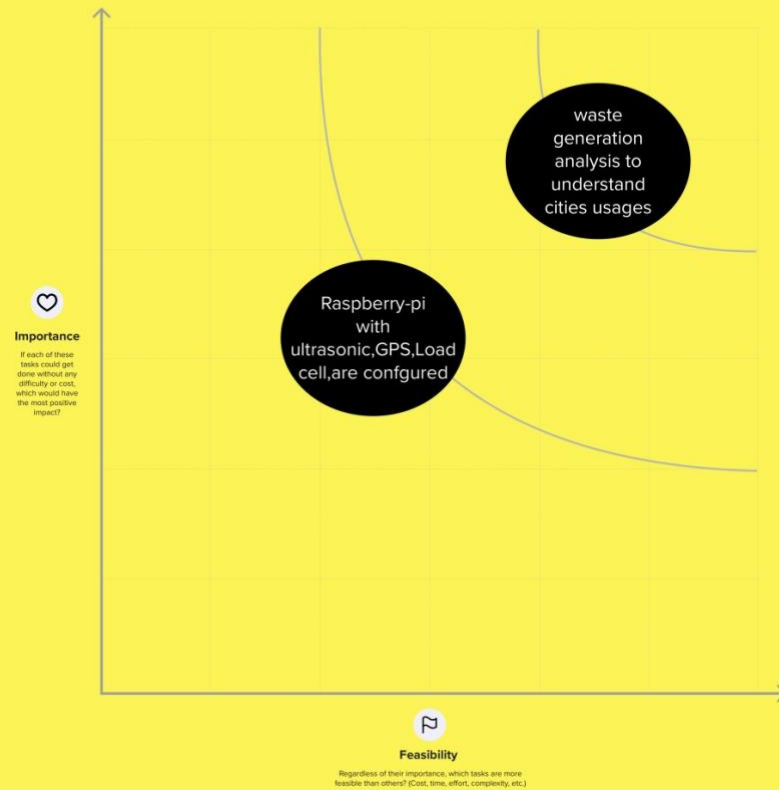 waste
generation
analysis to
understand
cities usages
Raspberry-pi
with
ultrasonic,GPS,Load
cell,are confgured
Importance
If each of these
tasks could get
done without any
difficulty or cost,
which would have
the most positive
impact?
Feasibility
Regardless of their importance, which tasks are more
feasible than others? (Cost, time, effort, complexity, etc.)